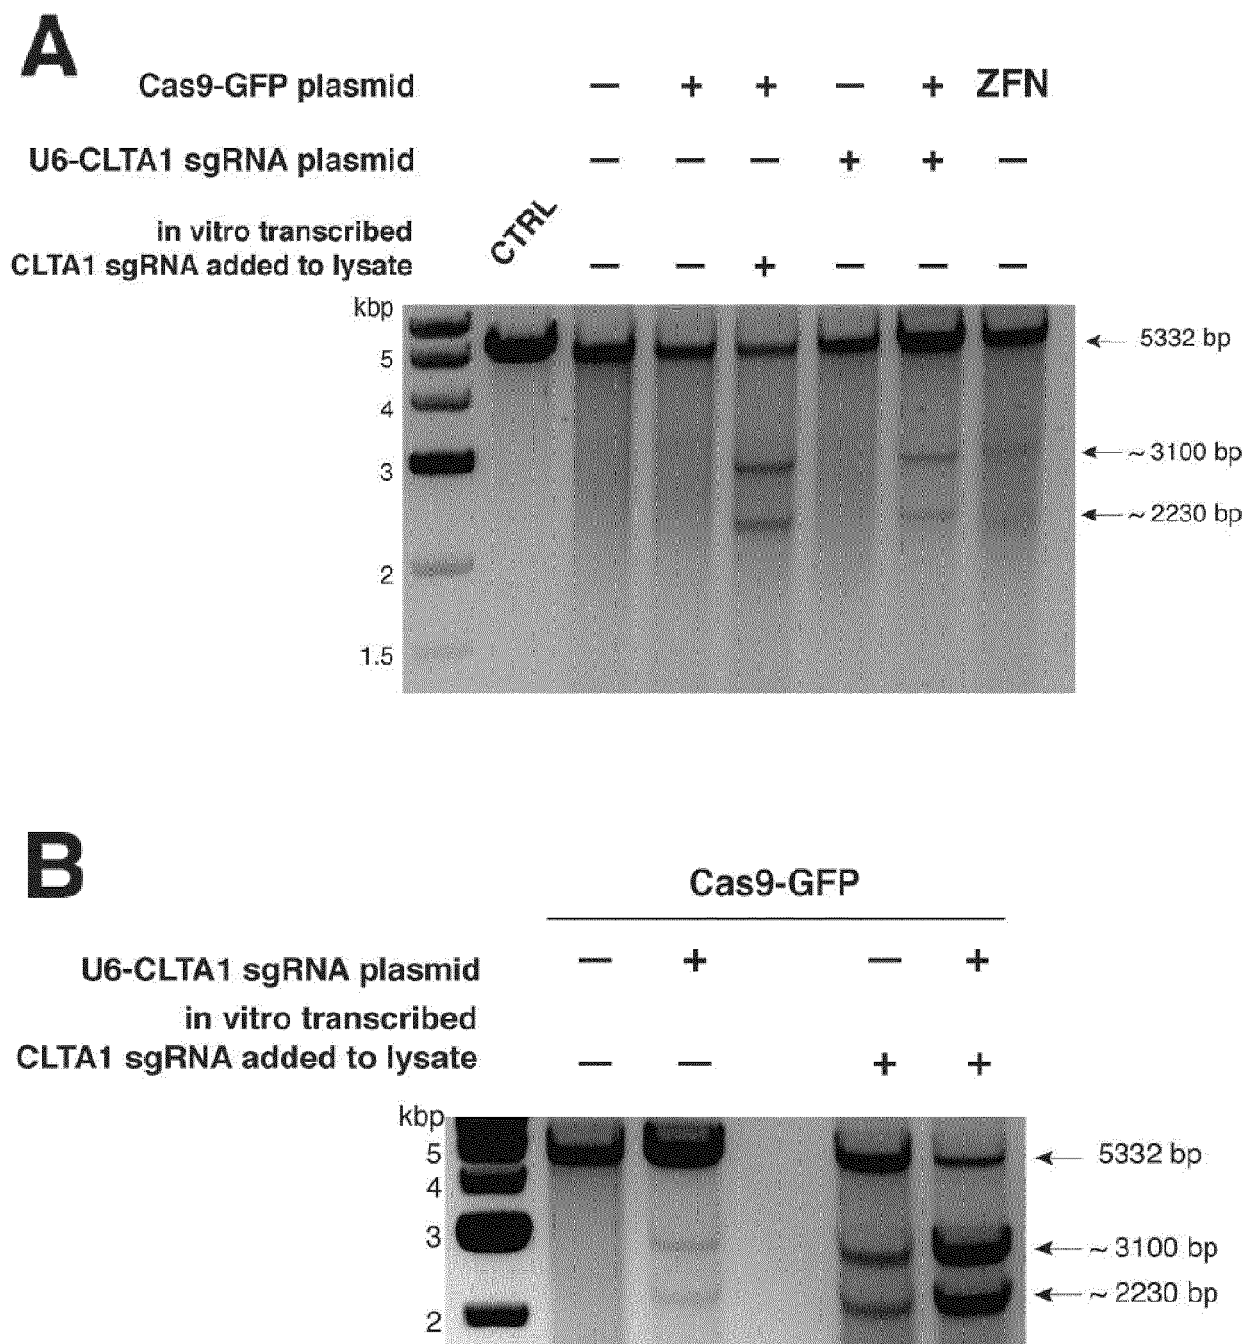 A
Cas9-GFP plasmid — + + — + ZFN
U6-CLTA1 sgRNA plasmid — — — + + —
in vitro transcribed
CLTA1 sgRNA added to lysate CTRL — — + — — —
kbp
5332 bp
5
4
~ 3100 bp
3
~ 2230 bp
2
1.5
B
Cas9-GFP
U6-CLTA1 sgRNA plasmid — + — +
in vitro transcribed
CLTA1 sgRNA added to lysate — — + +
kbp
5 5332 bp
4
3 ~ 3100 bp
~ 2230 bp
2